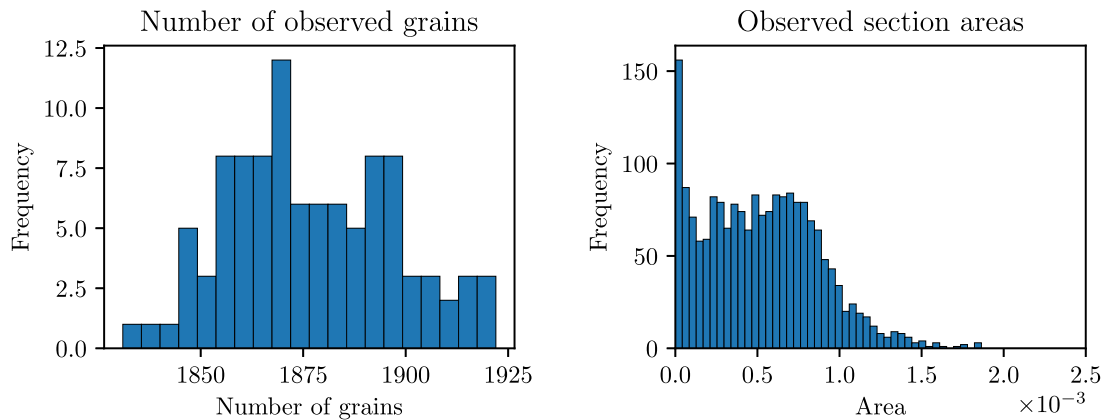 Number of observed grains
12.5
10.0
7.5
5.0
2.5
0.0
Frequency
1850 1875 1900 1925
Number of grains
Observed section areas
150
100
50
0
Frequency
0.0 0.5 1.0 1.5 2.0 2.5
Area
×10⁻³